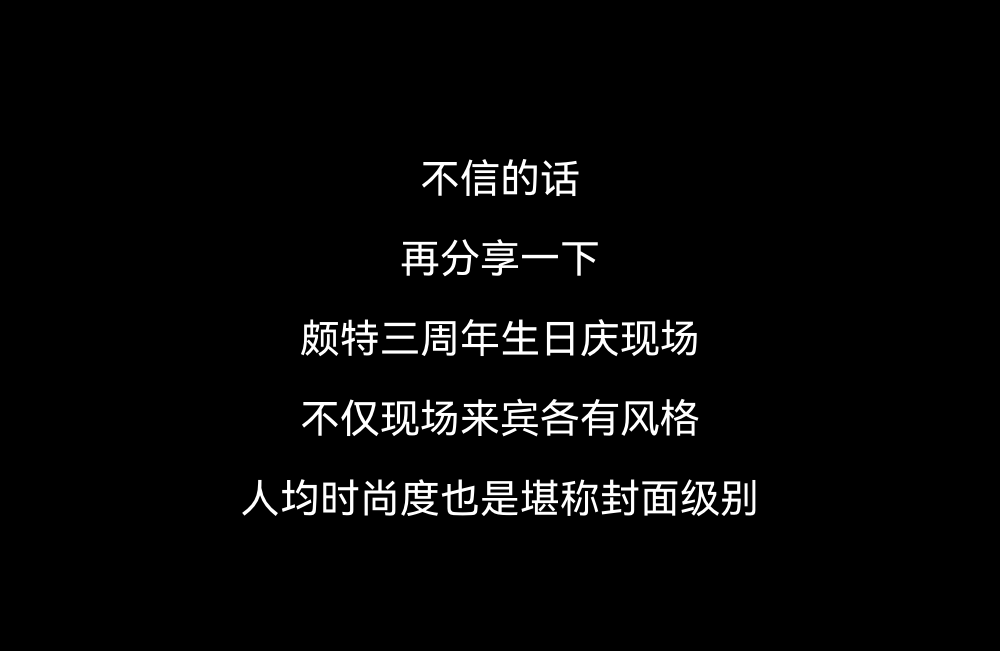 不信的话
再分享一下
颇特三周年生日庆现场
不仅现场来宾各有风格
人均时尚度也是堪称封面级别